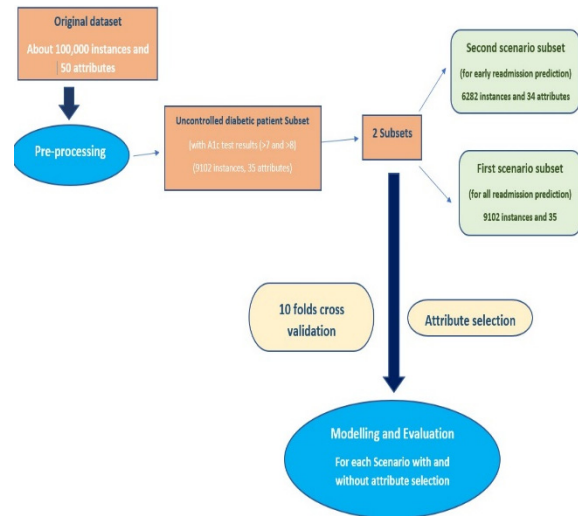 Original dataset
About 100,000 instances and
50 attributes
Pre-processing
Uncontrolled diabetic patient Subset
(with A1c test results (>7 and >8)
(9102 instances, 35 attributes)
2 Subsets
Second scenario subset
(for early readmission prediction)
6282 instances and 34 attributes
First scenario subset
(for all readmission prediction)
9102 instances and 35
10 folds cross
validation
Attribute selection
Modelling and Evaluation
For each Scenario with and
without attribute selection